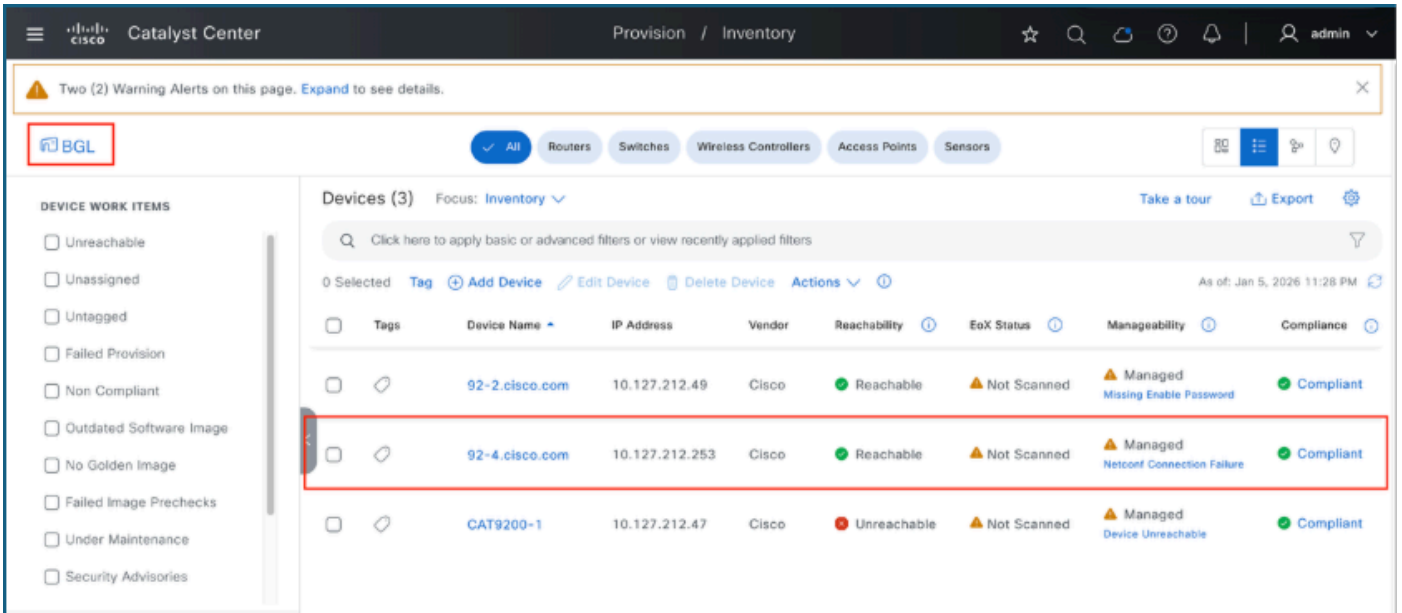 cisco Catalyst Center Provision / Inventory admin
Two (2) Warning Alerts on this page. Expand to see details.
BGL All Routers Switches Wireless Controllers Access Points Sensors
DEVICE WORK ITEMS
Unreachable
Unassigned
Untagged
Failed Provision
Non Compliant
Outdated Software Image
No Golden Image
Failed Image Prechecks
Under Maintenance
Security Advisories
Devices (3) Focus: Inventory Take a tour Export
Click here to apply basic or advanced filters or view recently applied filters
0 Selected Tag Add Device Edit Device Delete Device Actions As of: Jan 5, 2026 11:28 PM
Tags Device Name IP Address Vendor Reachability EoX Status Manageability Compliance
92-2.cisco.com 10.127.212.49 Cisco Reachable Not Scanned Managed Compliant
Missing Enable Password
92-4.cisco.com 10.127.212.253 Cisco Reachable Not Scanned Managed Compliant
Netconf Connection Failure
CAT9200-1 10.127.212.47 Cisco Unreachable Not Scanned Managed Compliant
Device Unreachable